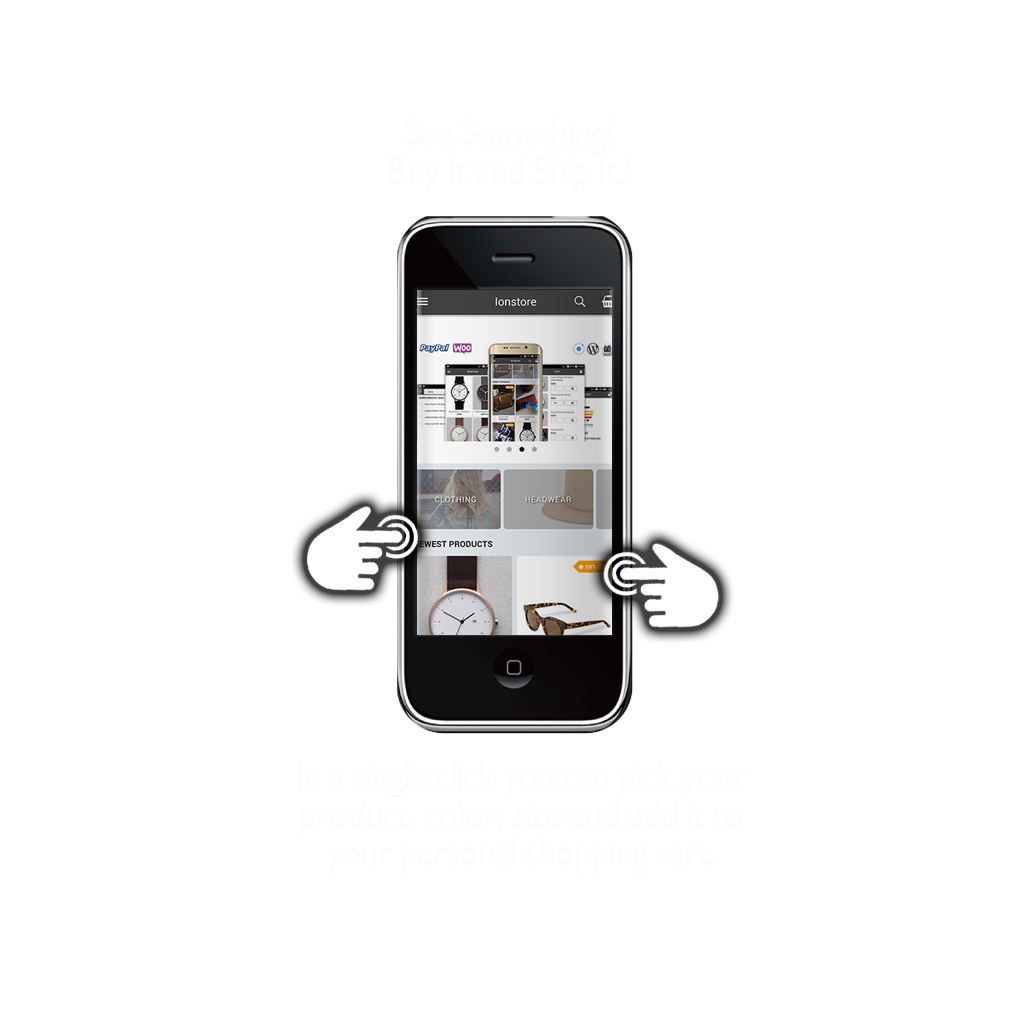 See Something?
Buy It and Ship It!
Ionstore
PayPal WOO
CLOTHING
HEADWEAR
EWEST PRODUCTS
19%
In a single click you can pick your
product, color, size and add it to
your personal shopping cart.